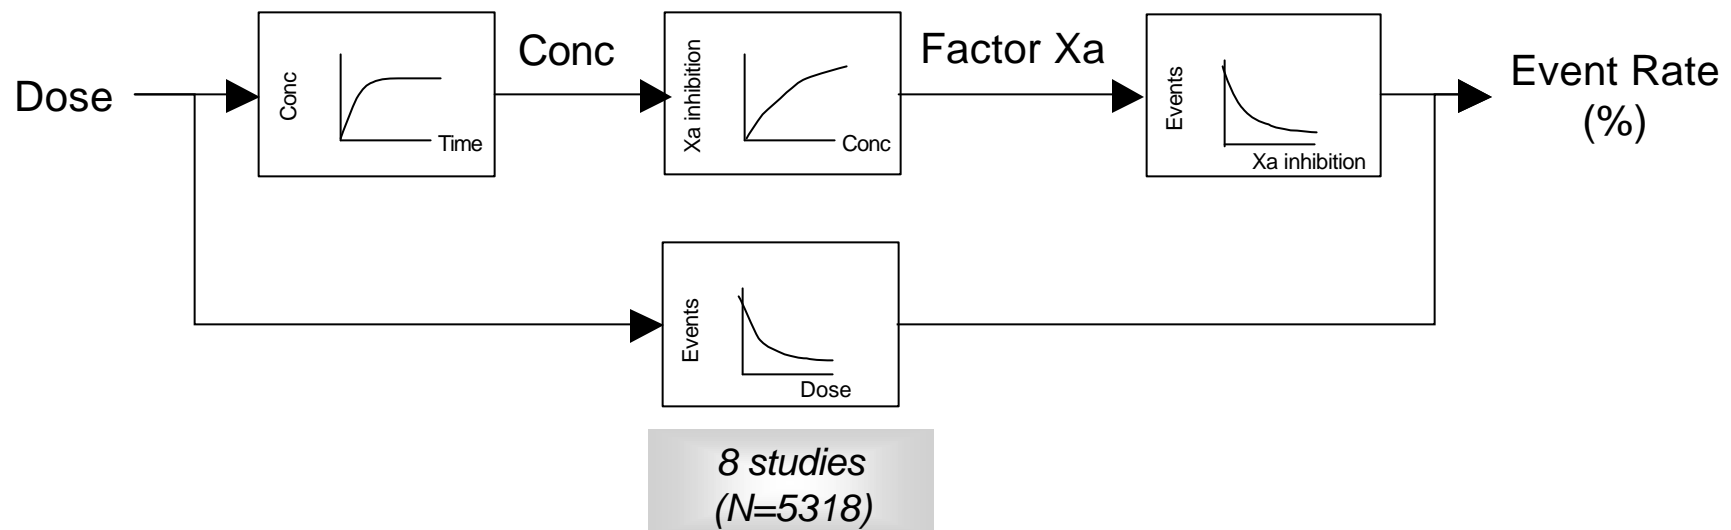 Dose
Conc
Time
Conc
Xa inhibition
Conc
Factor Xa
Events
Xa inhibition
Event Rate
(%)
Events
Dose
8 studies
(N=5318)